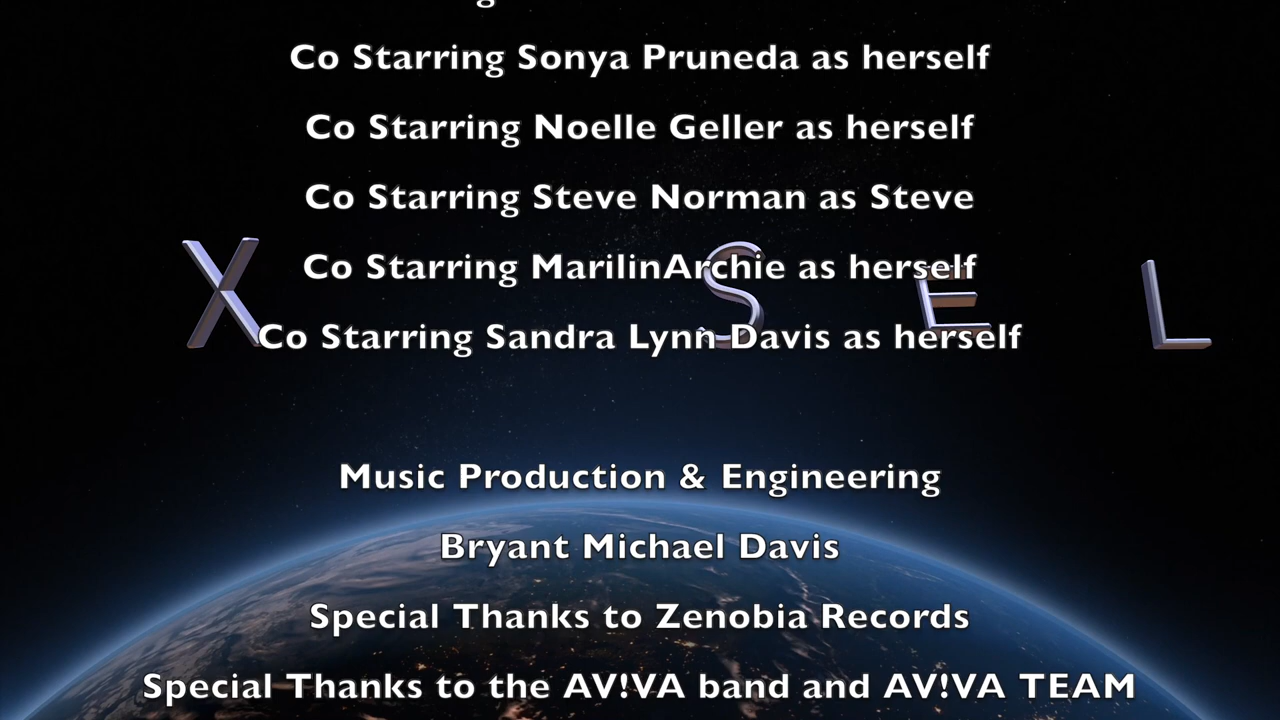 Co Starring Sonya Pruneda as herself
Co Starring Noelle Geller as herself
Co Starring Steve Norman as Steve
Co Starring MarilinArchie as herself
X S E L
Co Starring Sandra Lynn Davis as herself
Music Production & Engineering
Bryant Michael Davis
Special Thanks to Zenobia Records
Special Thanks to the AV!VA band and AV!VA TEAM